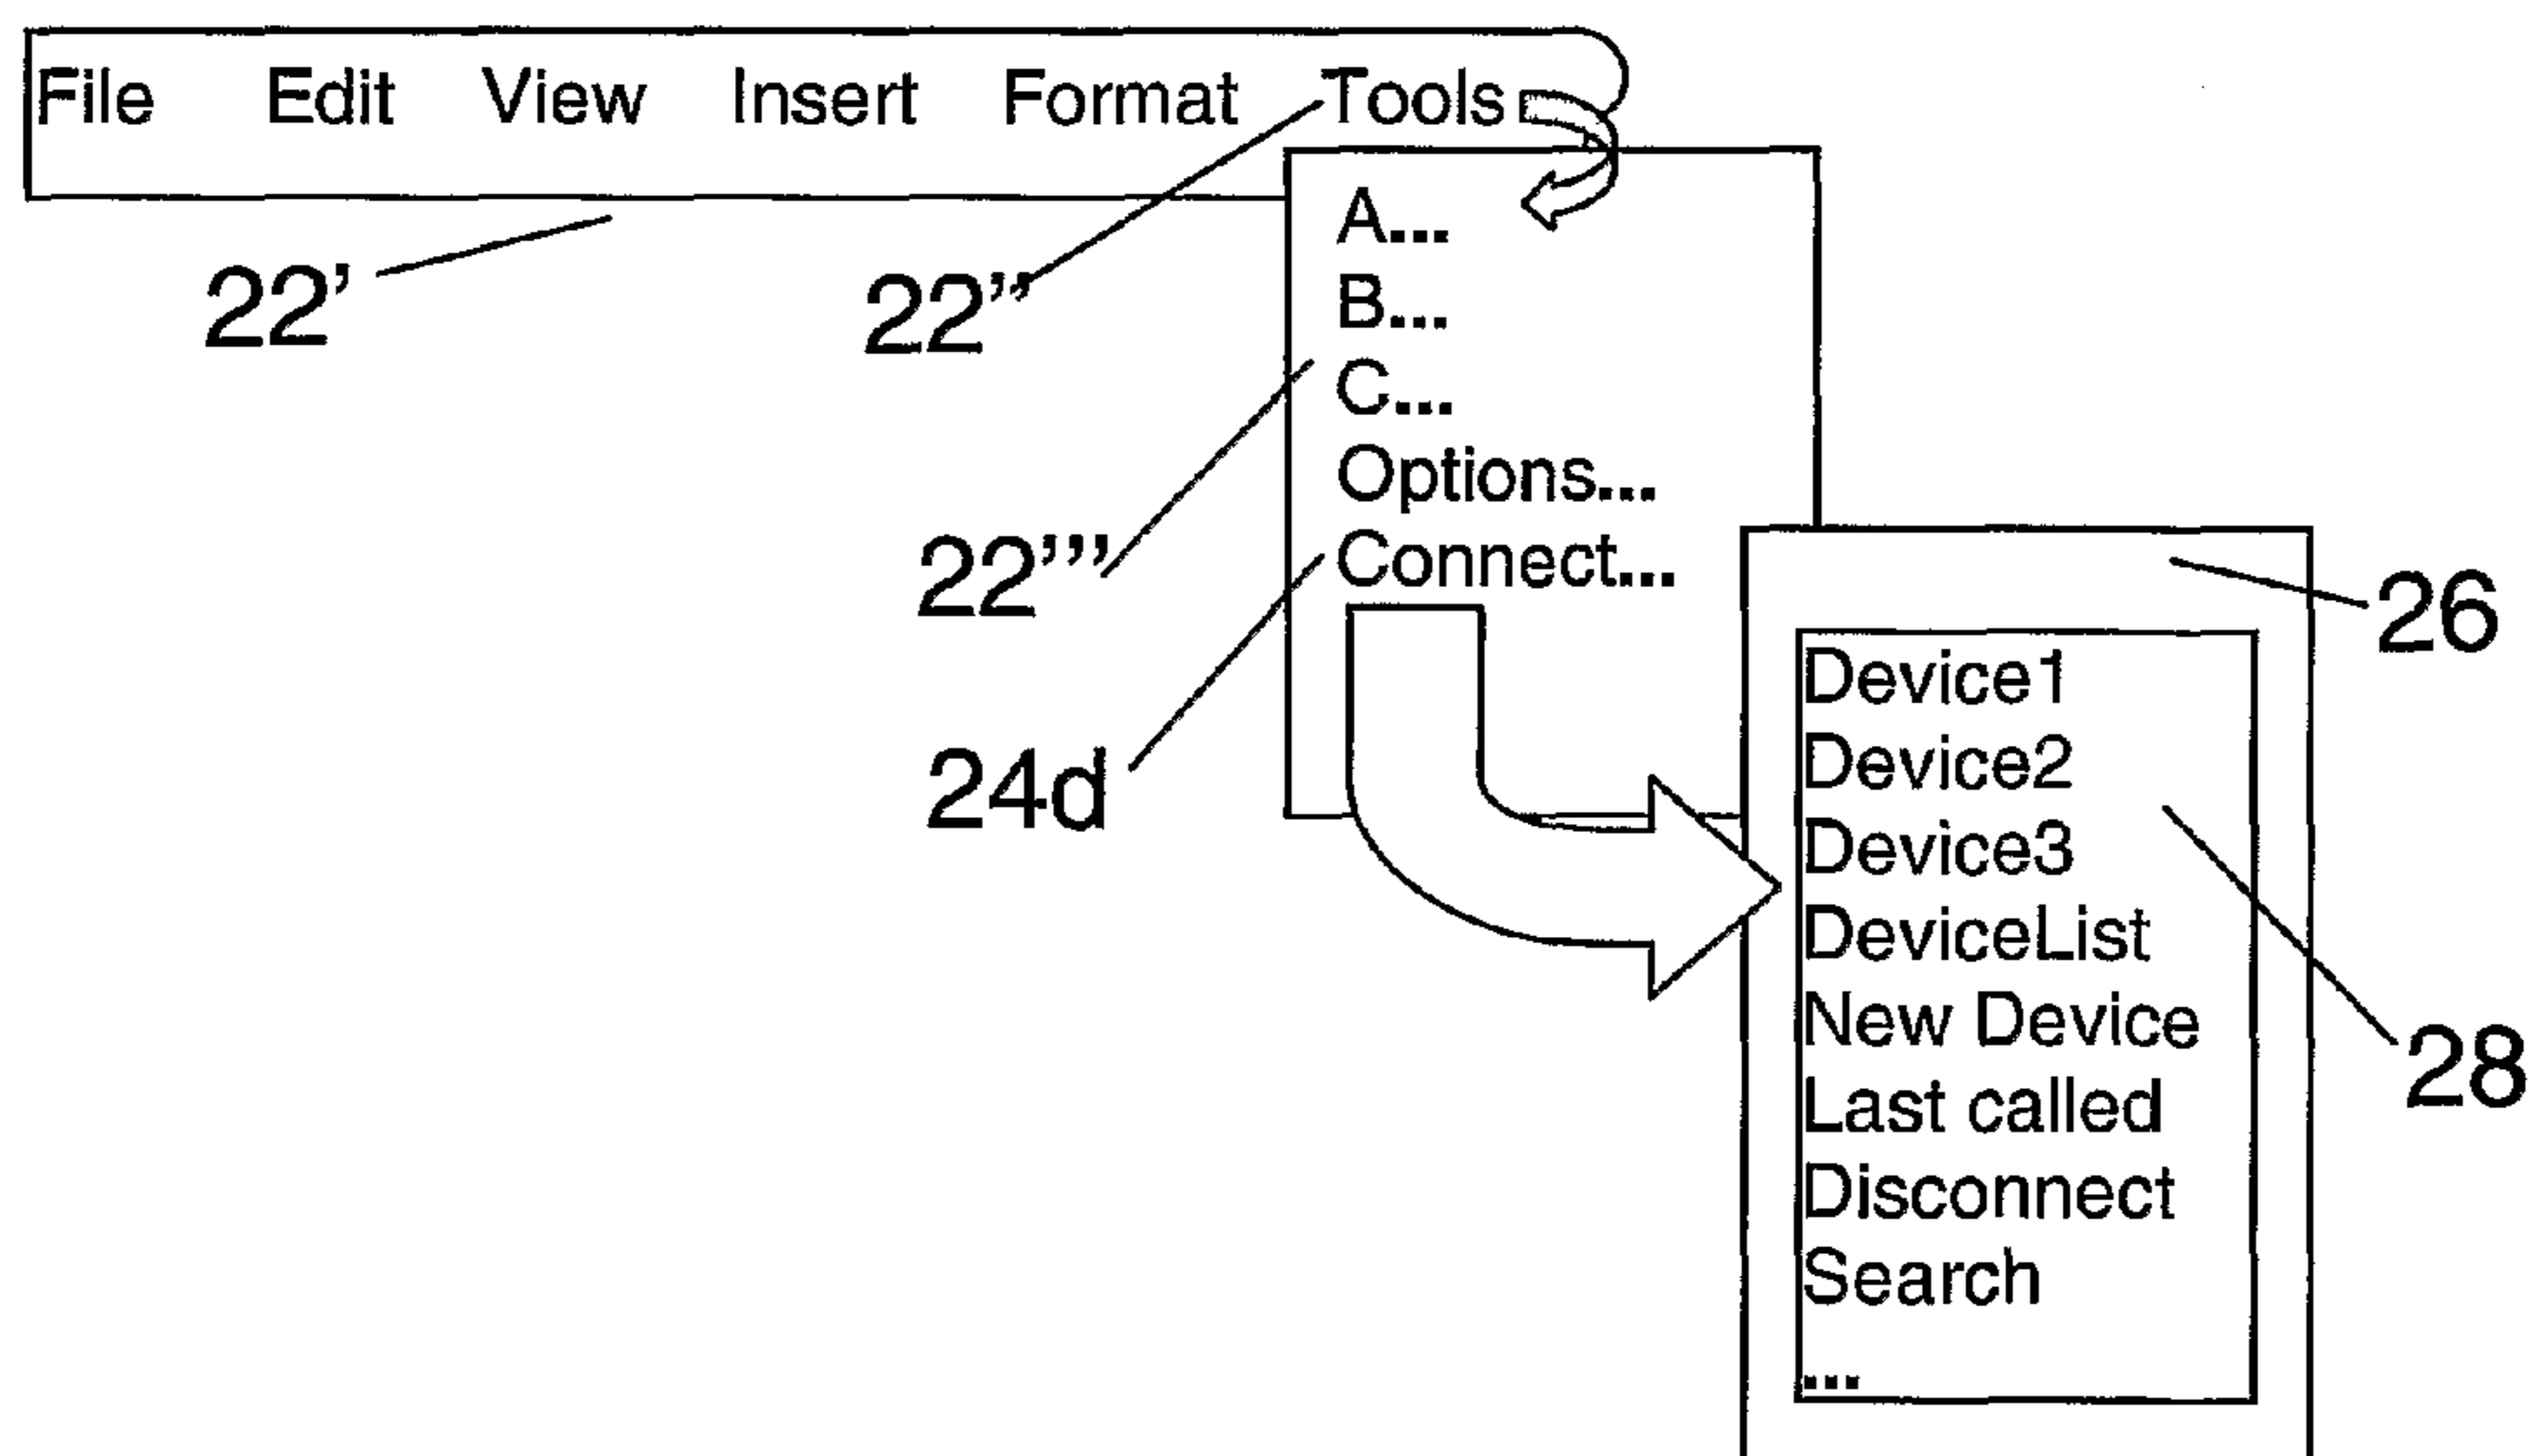 File Edit View Insert Format Tools
22'
22''
A...
B...
C...
Options...
Connect...
22'''
24d
26
Device1
Device2
Device3
DeviceList
New Device
Last called
Disconnect
Search
...
28